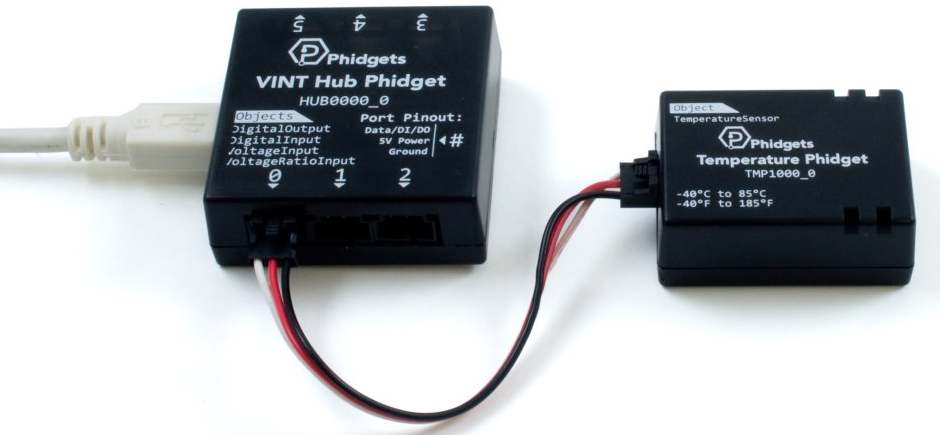 5 4 3
Phidgets
VINT Hub Phidget
HUB0000_0
Objects
DigitalOutput
DigitalInput
VoltageInput
VoltageRatioInput
Port Pinout:
Data/DI/DO
5V Power
Ground
#
0 1 2
Object
TemperatureSensor
Phidgets
Temperature Phidget
TMP1000_0
-40°C to 85°C
-40°F to 185°F